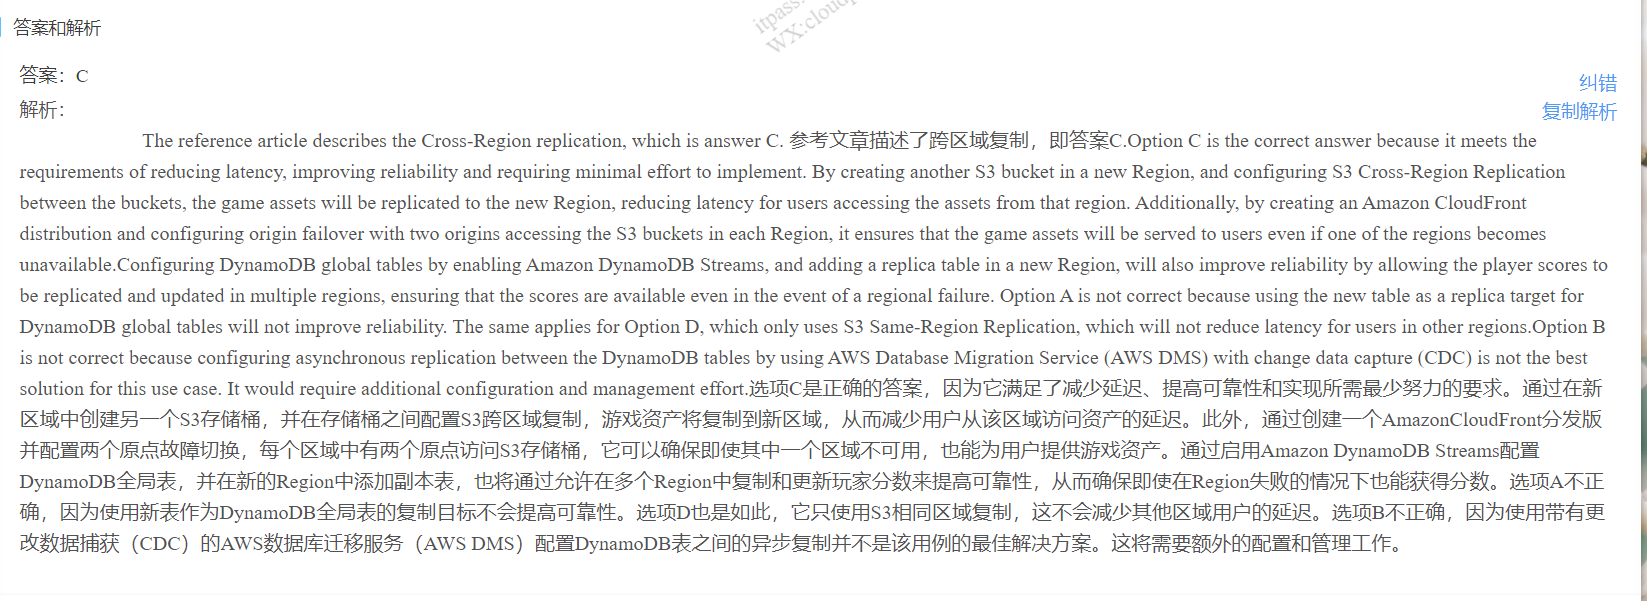 itpass
WX:cloudp
答案和解析
答案：C
纠错
解析：
复制解析
The reference article describes the Cross-Region replication, which is answer C. 参考文章描述了跨区域复制，即答案C.Option C is the correct answer because it meets the
requirements of reducing latency, improving reliability and requiring minimal effort to implement. By creating another S3 bucket in a new Region, and configuring S3 Cross-Region Replication
between the buckets, the game assets will be replicated to the new Region, reducing latency for users accessing the assets from that region. Additionally, by creating an Amazon CloudFront
distribution and configuring origin failover with two origins accessing the S3 buckets in each Region, it ensures that the game assets will be served to users even if one of the regions becomes
unavailable.Configuring DynamoDB global tables by enabling Amazon DynamoDB Streams, and adding a replica table in a new Region, will also improve reliability by allowing the player scores to
be replicated and updated in multiple regions, ensuring that the scores are available even in the event of a regional failure. Option A is not correct because using the new table as a replica target for
DynamoDB global tables will not improve reliability. The same applies for Option D, which only uses S3 Same-Region Replication, which will not reduce latency for users in other regions.Option B
is not correct because configuring asynchronous replication between the DynamoDB tables by using AWS Database Migration Service (AWS DMS) with change data capture (CDC) is not the best
solution for this use case. It would require additional configuration and management effort.选项C是正确的答案，因为它满足了减少延迟、提高可靠性和实现所需最少努力的要求。通过在新
区域中创建另一个S3存储桶，并在存储桶之间配置S3跨区域复制，游戏资产将复制到新区域，从而减少用户从该区域访问资产的延迟。此外，通过创建一个AmazonCloudFront分发版
并配置两个原点故障切换，每个区域中有两个原点访问S3存储桶，它可以确保即使其中一个区域不可用，也能为用户提供游戏资产。通过启用Amazon DynamoDB Streams配置
DynamoDB全局表，并在新的Region中添加副本表，也将通过允许在多个Region中复制和更新玩家分数来提高可靠性，从而确保即使在Region失败的情况下也能获得分数。选项A不正
确，因为使用新表作为DynamoDB全局表的复制目标不会提高可靠性。选项D也是如此，它只使用S3相同区域复制，这不会减少其他区域用户的延迟。选项B不正确，因为使用带有更
改数据捕获（CDC）的AWS数据库迁移服务（AWS DMS）配置DynamoDB表之间的异步复制并不是该用例的最佳解决方案。这将需要额外的配置和管理工作。